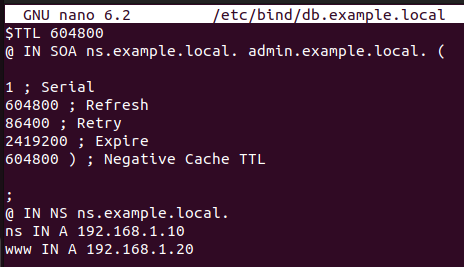 GNU nano 6.2 /etc/bind/db.example.local
$TTL 604800
@ IN SOA ns.example.local. admin.example.local. (
1 ; Serial
604800 ; Refresh
86400 ; Retry
2419200 ; Expire
604800 ) ; Negative Cache TTL
;
@ IN NS ns.example.local.
ns IN A 192.168.1.10
www IN A 192.168.1.20